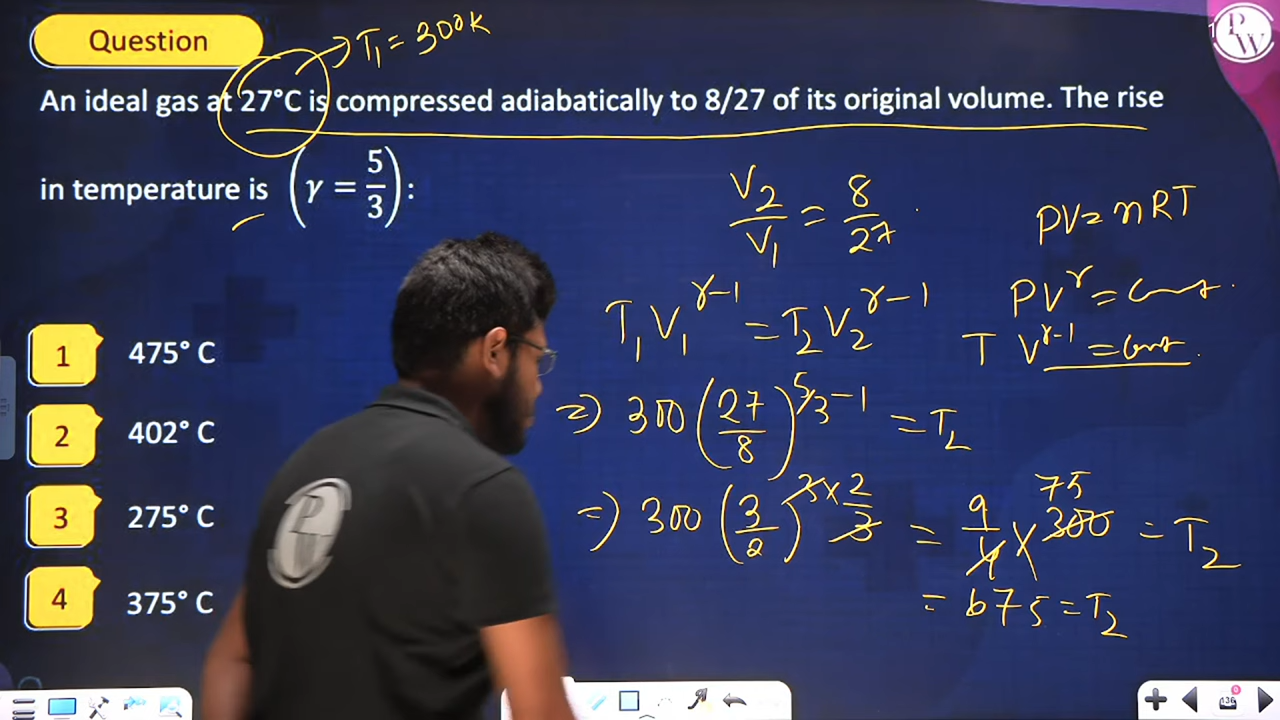 Question
T₁ = 300K
An ideal gas at 27°C is compressed adiabatically to 8/27 of its original volume. The rise
in temperature is (γ = 5/3):
V₂/V₁ = 8/27
PV = nRT
PV^γ = Const.
T₁V₁^(γ-1) = T₂V₂^(γ-1)
T V^(γ-1) = Const.
1 475° C
⇒ 300 (27/8)^(5/3-1) = T₂
2 402° C
3 275° C
⇒ 300 (3/2)^(3×2/3) = 9/4 × 300 = T₂
75
4 375° C
= 675 = T₂
PW
136